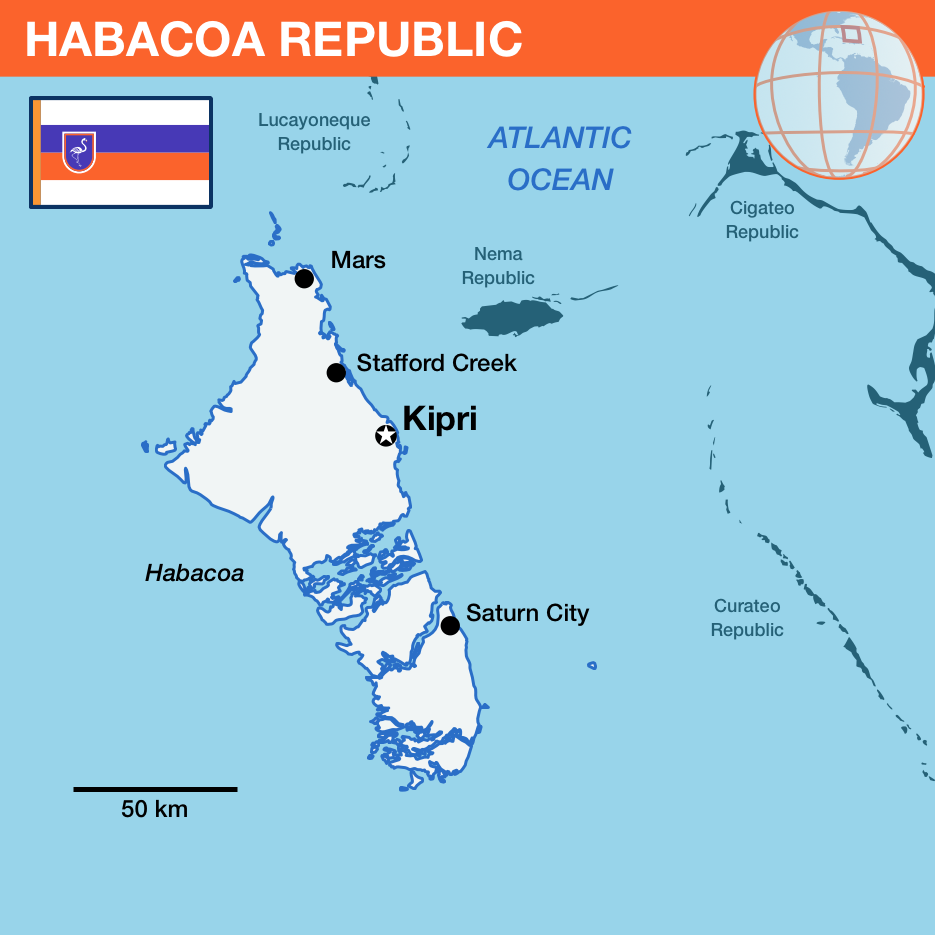 HABACOA REPUBLIC
Lucayoneque
Republic
ATLANTIC
OCEAN
Cigateo
Republic
Mars
Nema
Republic
Stafford Creek
Kipri
Habacoa
Saturn City
Curateo
Republic
50 km